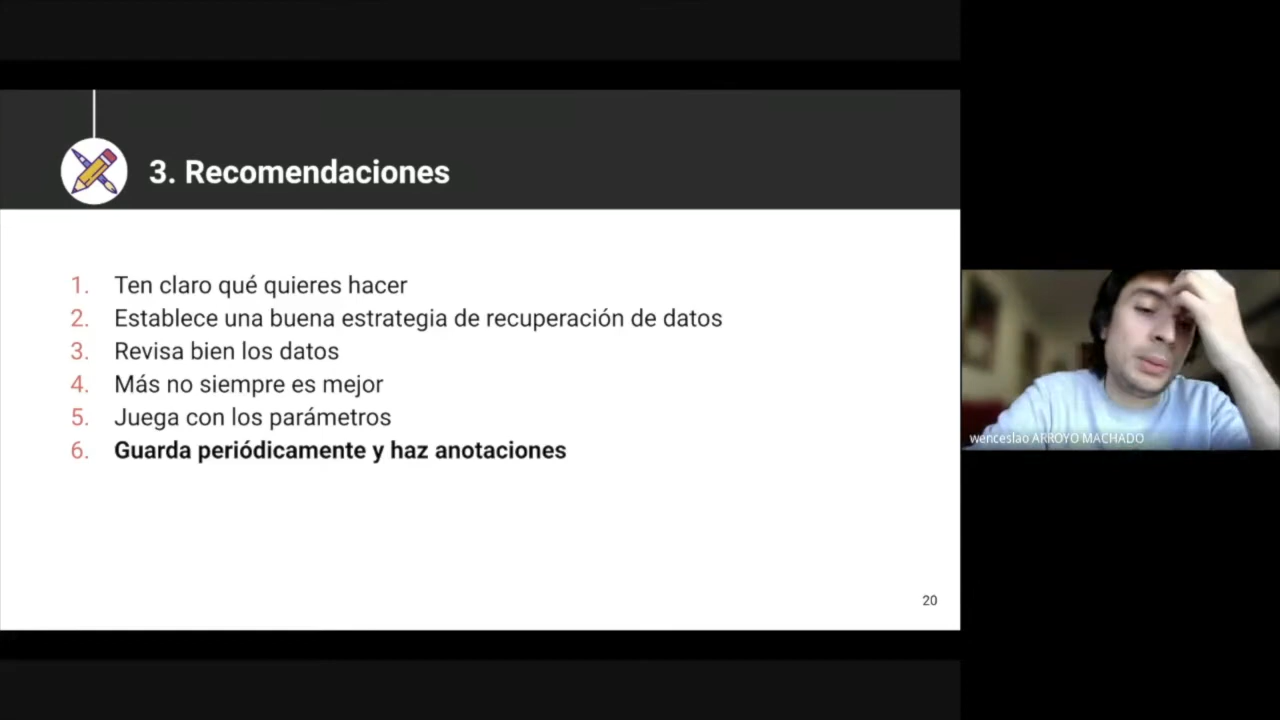 3. Recomendaciones
1. Ten claro qué quieres hacer
2. Establece una buena estrategia de recuperación de datos
3. Revisa bien los datos
4. Más no siempre es mejor
5. Juega con los parámetros
6. Guarda periódicamente y haz anotaciones
wenceslao ARROYO MACHADO
20